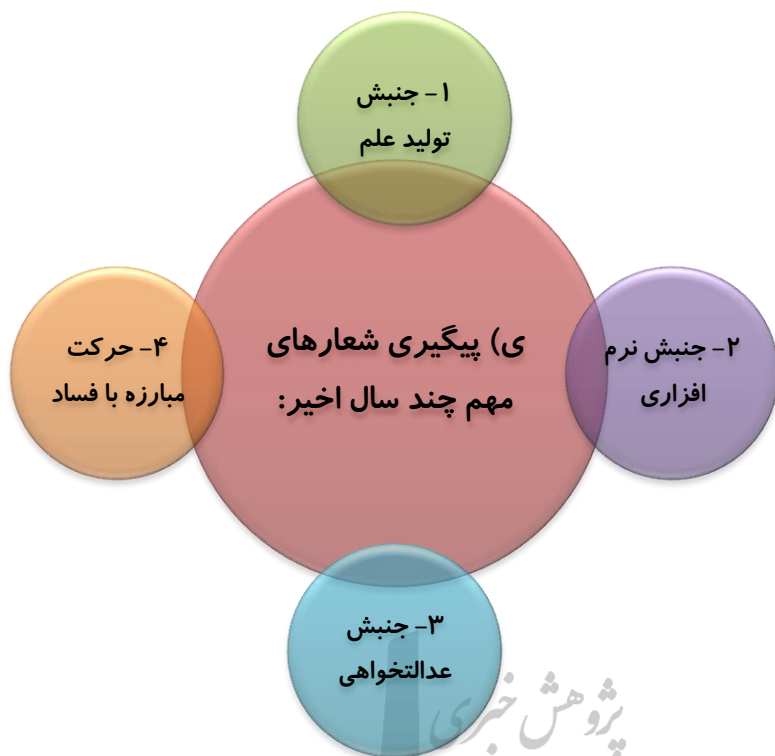 ۱- جنبش
تولید علم
ی) پیگیری شعارهای
مهم چند سال اخیر:
۲- جنبش نرم
افزاری
۳- جنبش
عدالتخواهی
۴- حرکت
مبارزه با فساد
پژوهش خبری